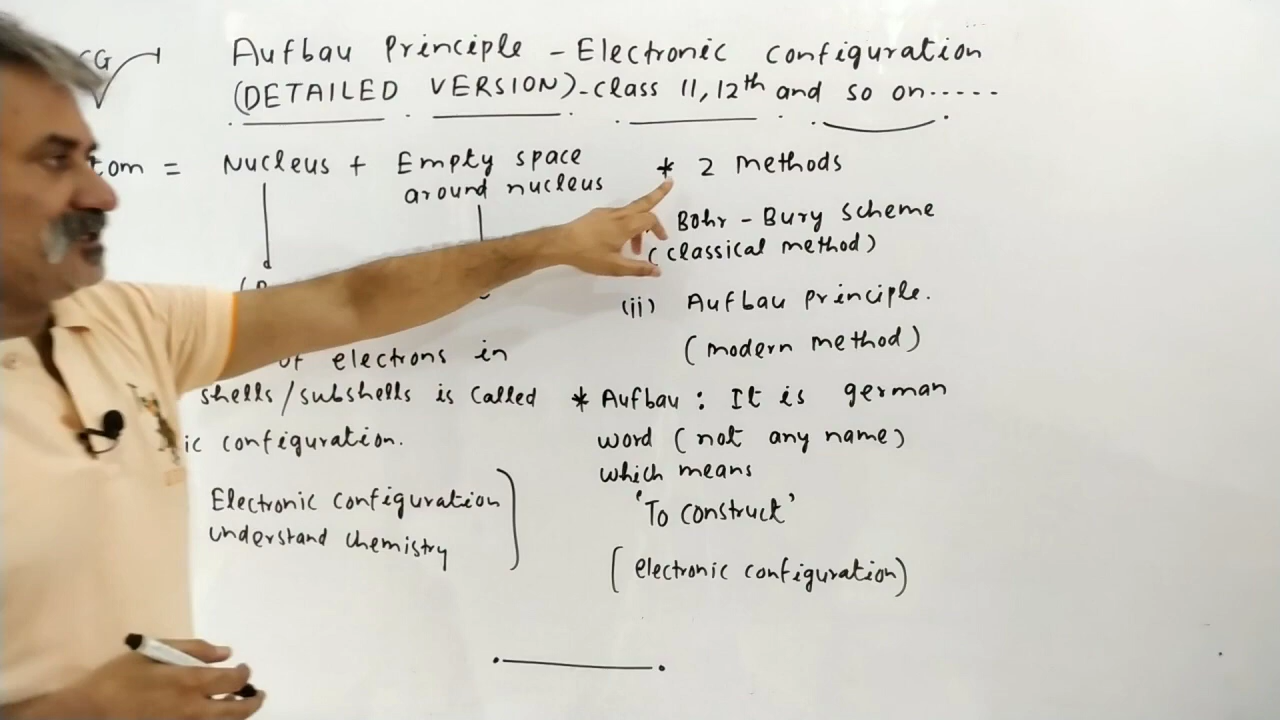 CG
Aufbau Principle - Electronic configuration
(DETAILED VERSION) - class 11, 12th and so on-----
tom = Nucleus + Empty space
around nucleus
* 2 methods
Bohr - Bury scheme
(classical method)
(ii) Aufbau principle.
(modern method)
of electrons in
shells/subshells is called
ic configuration.
Electronic configuration
understand chemistry
* Aufbau : It is german
word (not any name)
which means
'To construct'
(electronic configuration)